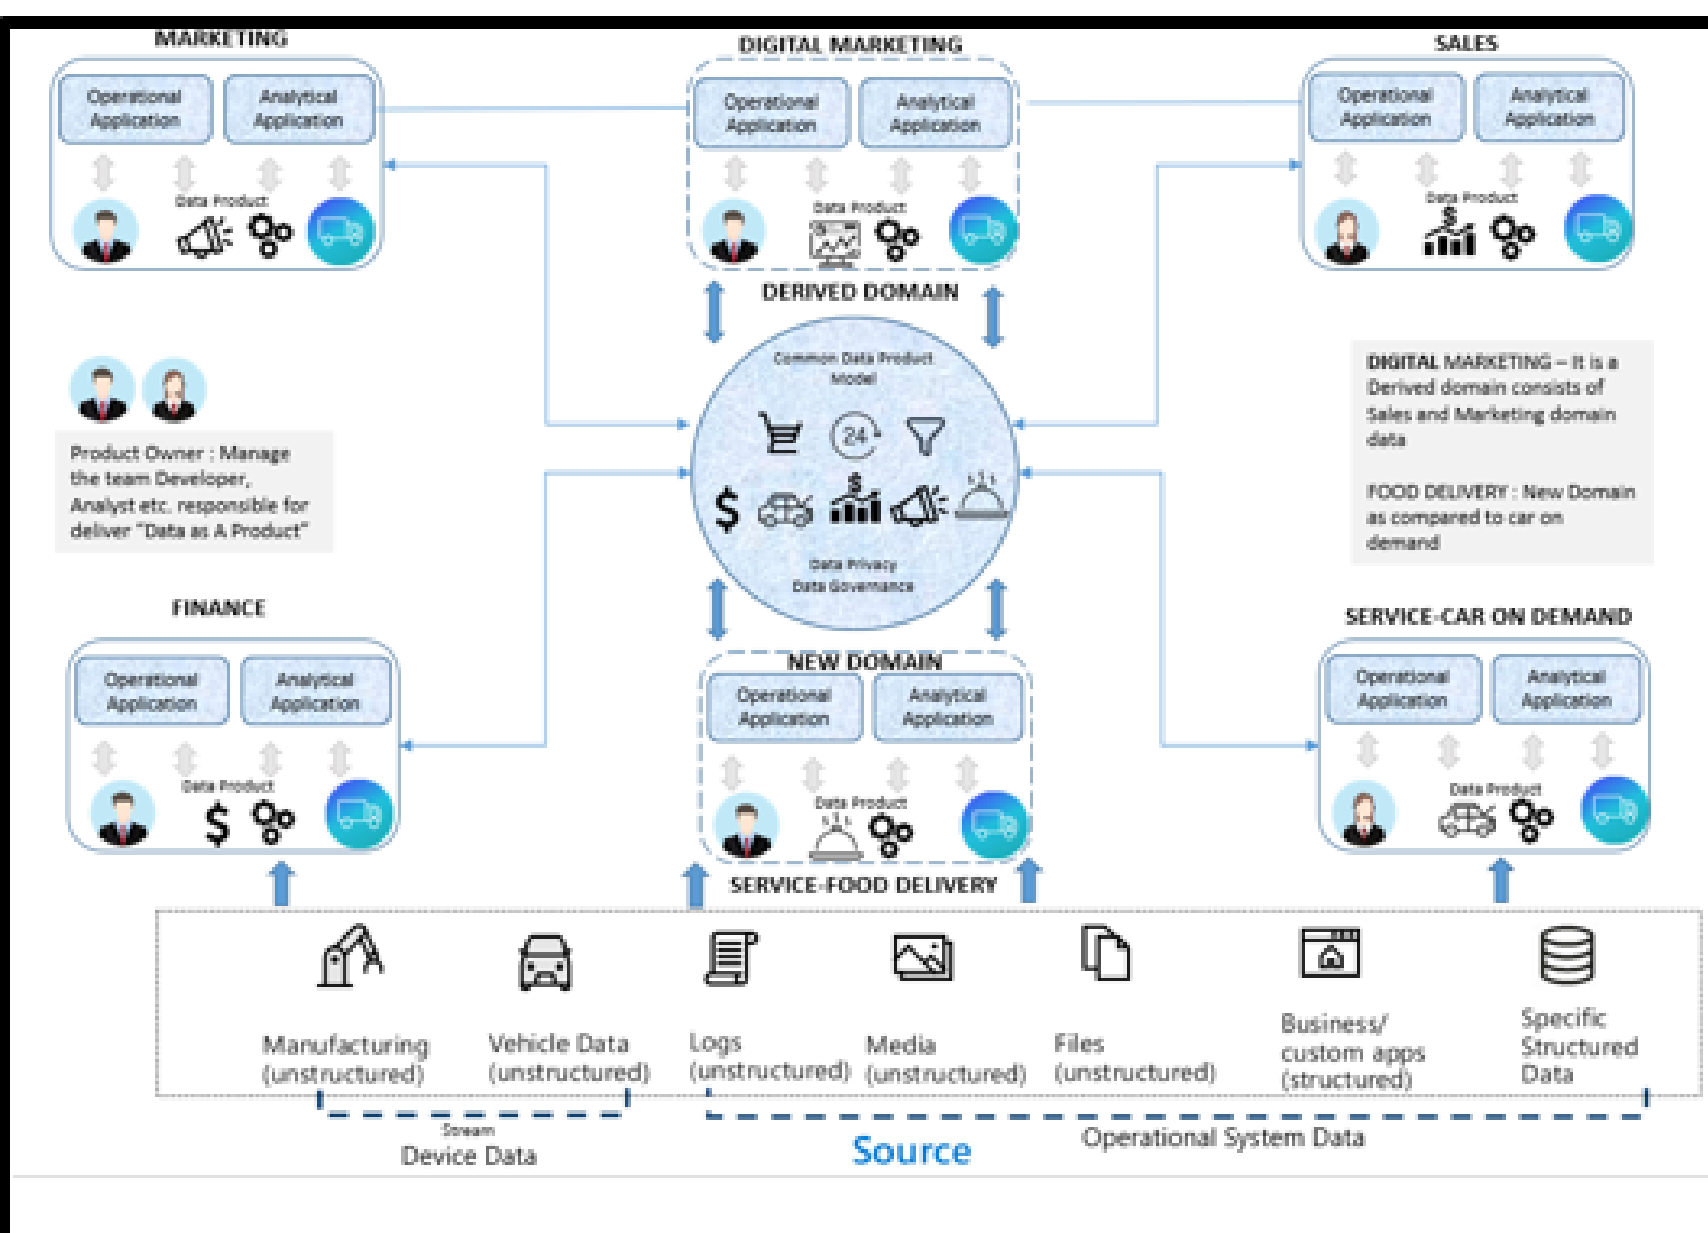 MARKETING
Operational
Application
Analytical
Application
Data Product
DIGITAL MARKETING
Operational
Application
Analytical
Application
Data Product
DERIVED DOMAIN
SALES
Operational
Application
Analytical
Application
Data Product
Common Data Product
Model
24
$
$
Data Privacy
Data Governance
Product Owner : Manage
the team Developer,
Analyst etc. responsible for
deliver "Data as A Product"
DIGITAL MARKETING – It is a
Derived domain consists of
Sales and Marketing domain
data
FOOD DELIVERY : New Domain
as compared to car on
demand
FINANCE
Operational
Application
Analytical
Application
Data Product
$
NEW DOMAIN
Operational
Application
Analytical
Application
Data Product
SERVICE-FOOD DELIVERY
SERVICE-CAR ON DEMAND
Operational
Application
Analytical
Application
Data Product
Manufacturing
(unstructured)
Vehicle Data
(unstructured)
Logs
(unstructured)
Media
(unstructured)
Files
(unstructured)
Business/
custom apps
(structured)
Specific
Structured
Data
Stream
Device Data
Source
Operational System Data